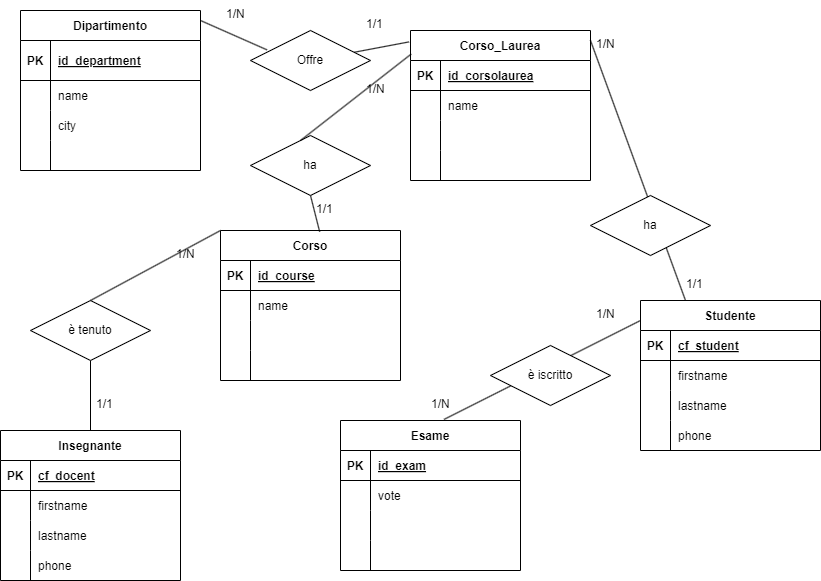 Dipartimento
PK id_department
name
city
1/N
Offre
1/1
Corso_Laurea
PK id_corsolaurea
name
1/N
ha
1/1
1/N
ha
1/1
Corso
PK id_course
name
1/N
è tenuto
1/1
Insegnante
PK cf_docent
firstname
lastname
phone
Studente
PK cf_student
firstname
lastname
phone
1/N
è iscritto
1/N
Esame
PK id_exam
vote